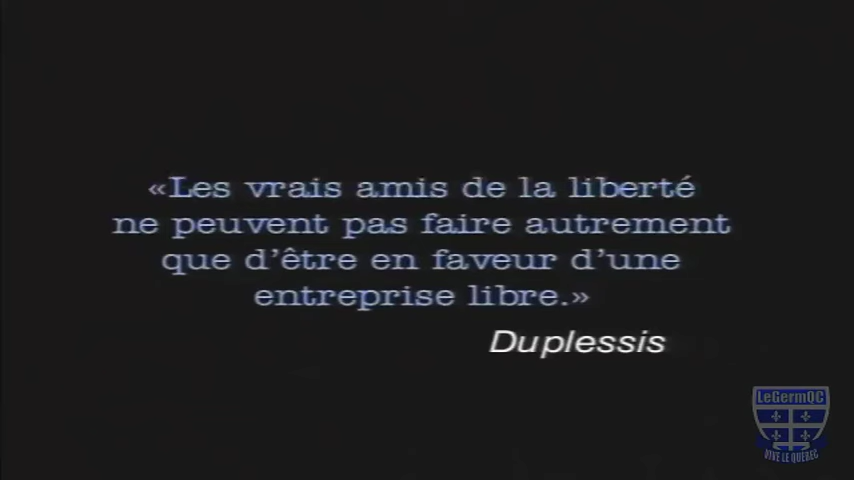 «Les vrais amis de la liberté
ne peuvent pas faire autrement
que d'être en faveur d'une
entreprise libre.»
Duplessis
LeGermQC
VIVE LE QUÉBEC